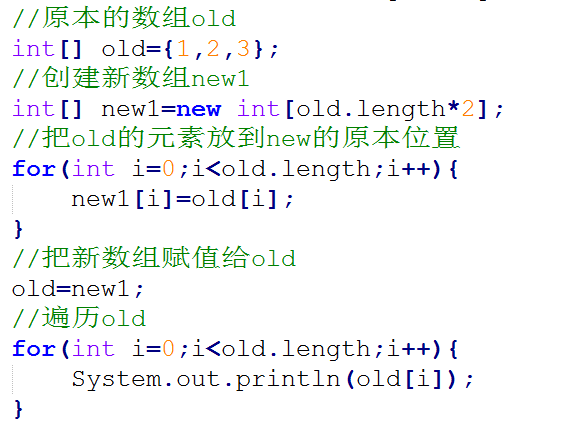 //原本的数组old
int[] old={1,2,3};
//创建新数组new1
int[] new1=new int[old.length*2];
//把old的元素放到new的原本位置
for(int i=0;i<old.length;i++){
    new1[i]=old[i];
}
//把新数组赋值给old
old=new1;
//遍历old
for(int i=0;i<old.length;i++){
    System.out.println(old[i]);
}